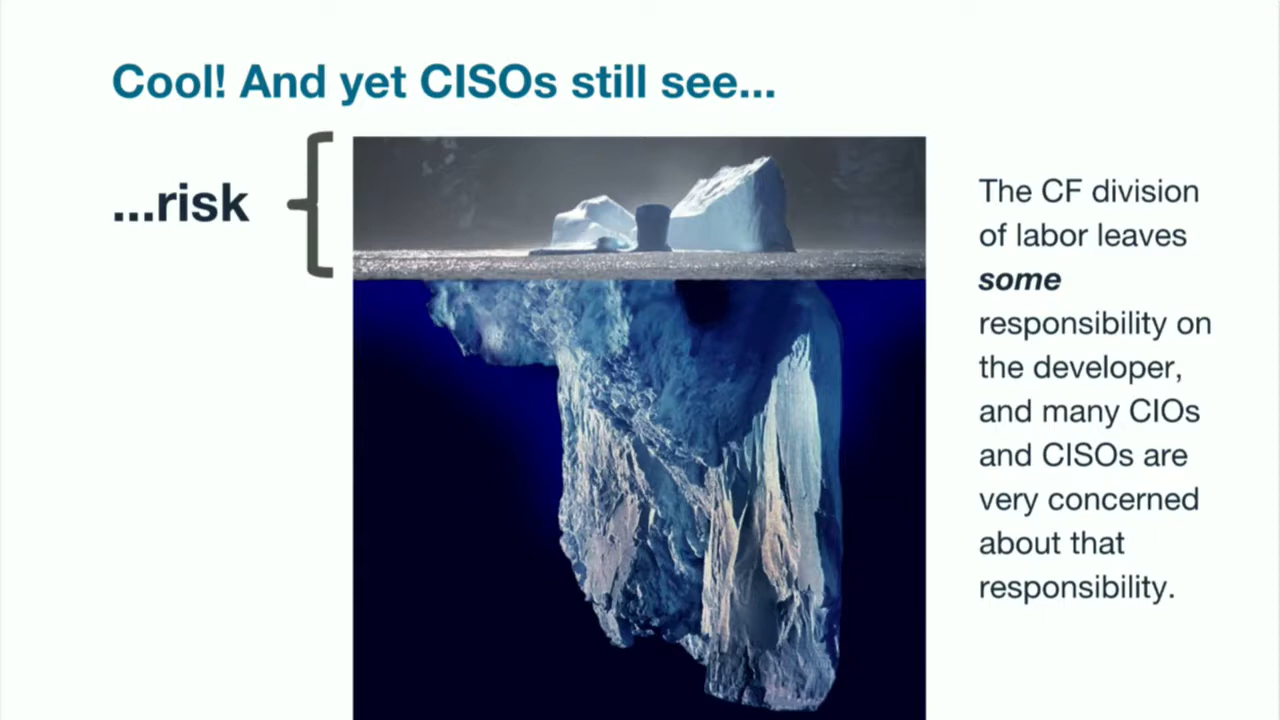 Cool! And yet CISOs still see...
...risk
The CF division
of labor leaves
some
responsibility on
the developer,
and many CIOs
and CISOs are
very concerned
about that
responsibility.